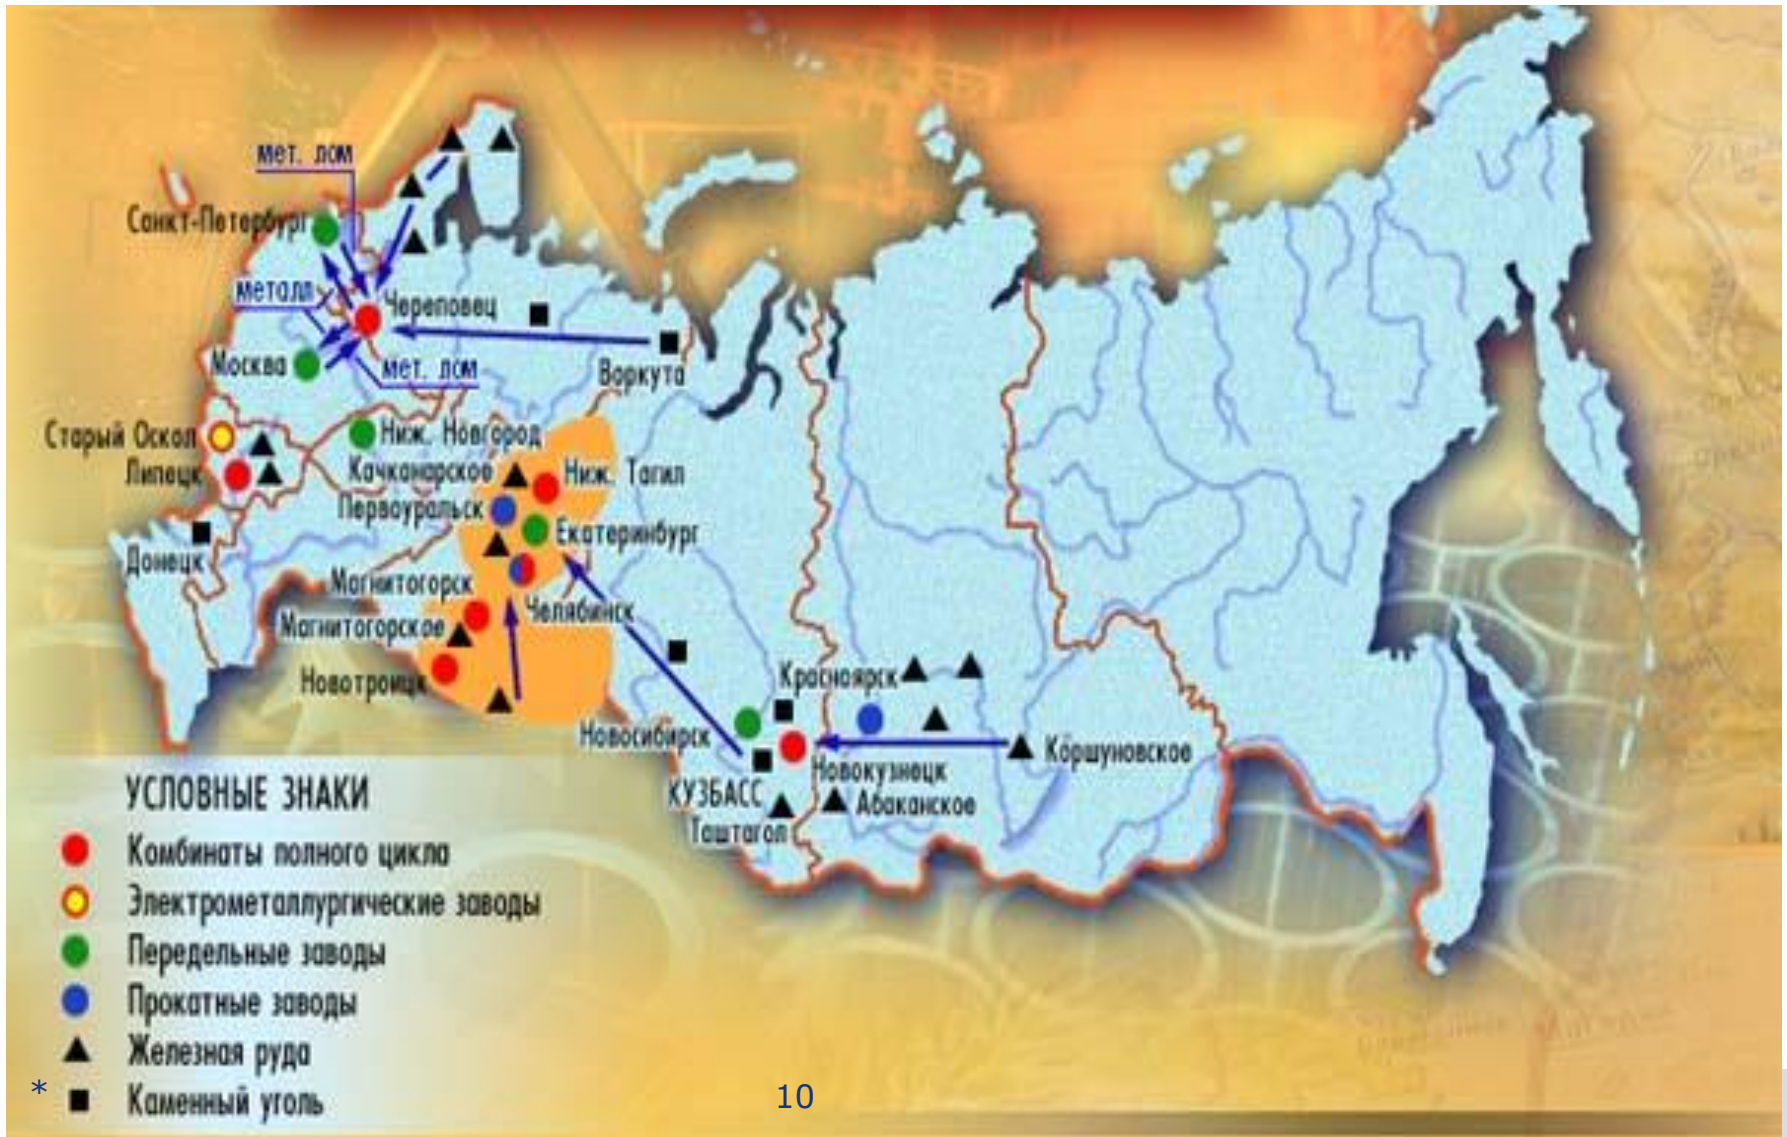 мет. лом
Санкт-Петербург
металл
Череповец
Москва
мет. лом
Воркута
Старый Оскол
Ниж. Новгород
Липецк
Качканарское
Ниж. Тагил
Первоуральск
Екатеринбург
Донецк
Магнитогорск
Челябинск
Магнитогорское
Новотроицк
Красноярск
Новосибирск
Коршуновское
Новокузнецк
КУЗБАСС
Абаканское
Таштагол
УСЛОВНЫЕ ЗНАКИ
Комбинаты полного цикла
Электрометаллургические заводы
Передельные заводы
Прокатные заводы
Железная руда
Каменный уголь
*
10